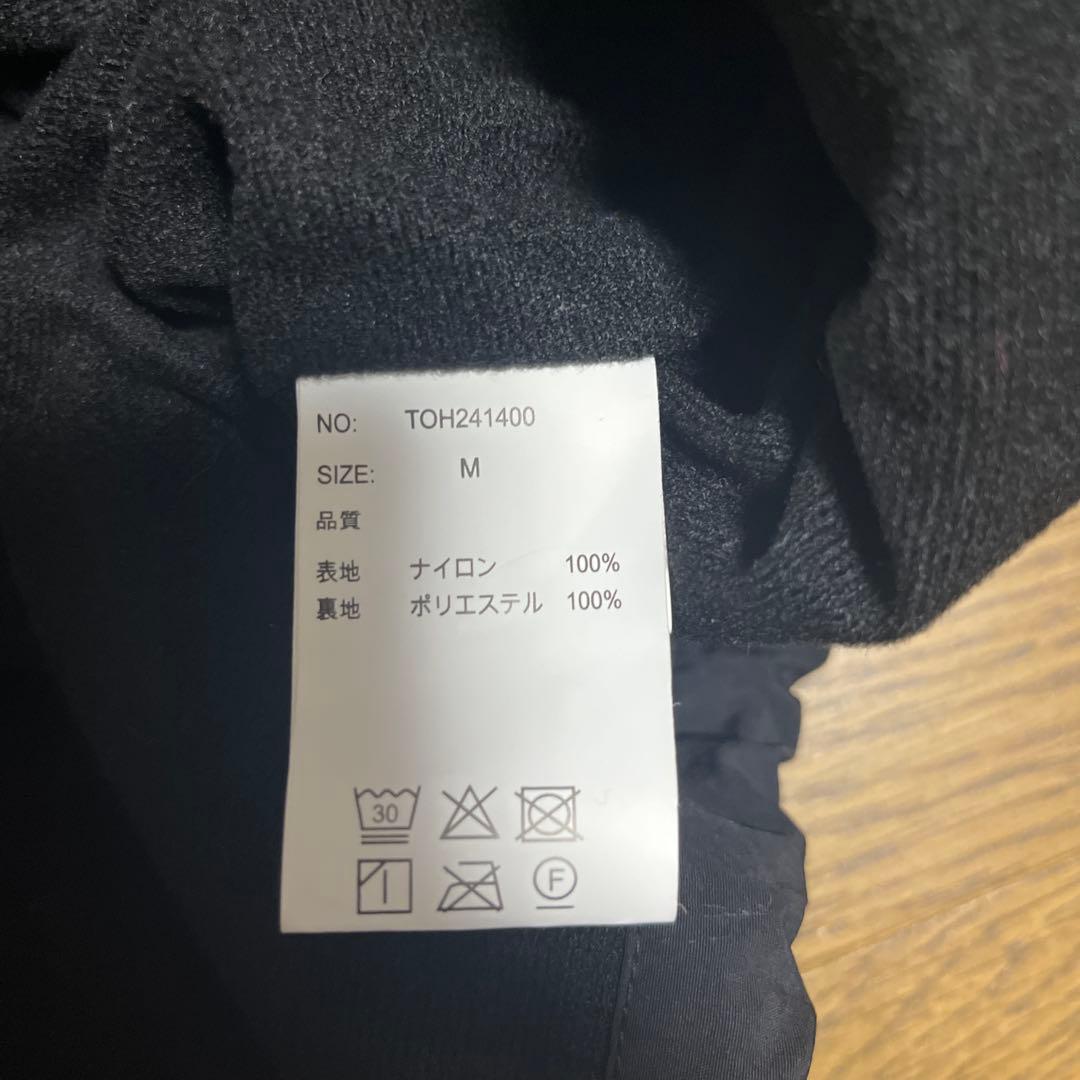 NO: TOH241400
SIZE: M
品質
表地 ナイロン 100%
裏地 ポリエステル 100%
30
F